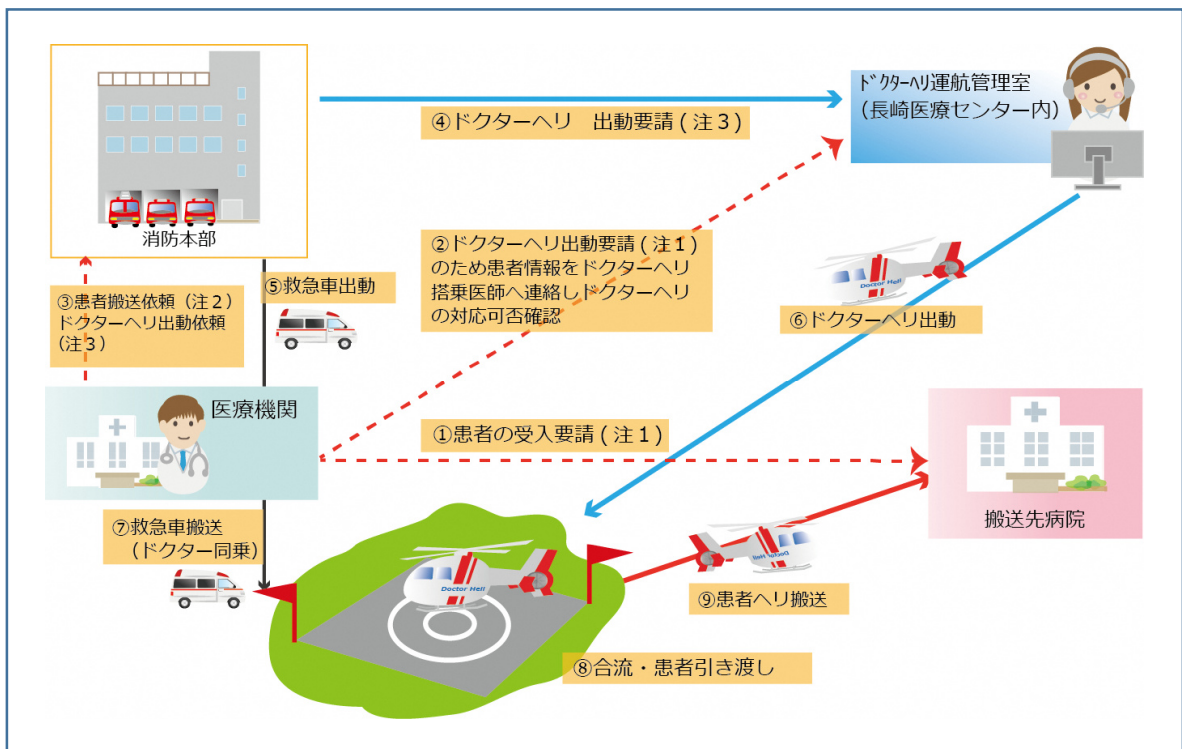 ﾄﾞｸﾀｰﾍﾘ運航管理室
（長崎医療センター内）
④ドクターヘリ　出動要請(注３)
消防本部
②ドクターヘリ出動要請(注１)
のため患者情報をドクターヘリ
搭乗医師へ連絡しドクターヘリ
の対応可否確認
⑤救急車出動
③患者搬送依頼（注２）
ドクターヘリ出動依頼
（注３）
Doctor Heli
⑥ドクターヘリ出動
医療機関
①患者の受入要請(注１)
搬送先病院
⑦救急車搬送
（ドクター同乗）
Doctor Heli
Doctor Heli
⑨患者ヘリ搬送
⑧合流・患者引き渡し